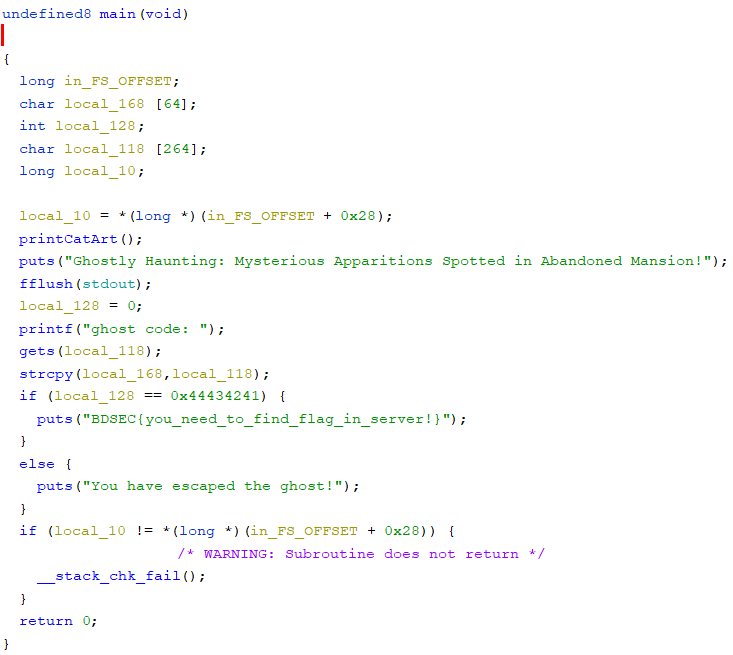 undefined8 main(void)
{
long in_FS_OFFSET;
char local_168 [64];
int local_128;
char local_118 [264];
long local_10;
local_10 = *(long *)(in_FS_OFFSET + 0x28);
printCatArt();
puts("Ghostly Haunting: Mysterious Apparitions Spotted in Abandoned Mansion!");
fflush(stdout);
local_128 = 0;
printf("ghost code: ");
gets(local_118);
strcpy(local_168,local_118);
if (local_128 == 0x44434241) {
puts("BDSEC{you_need_to_find_flag_in_server!}");
}
else {
puts("You have escaped the ghost!");
}
if (local_10 != *(long *)(in_FS_OFFSET + 0x28)) {
/* WARNING: Subroutine does not return */
__stack_chk_fail();
}
return 0;
}